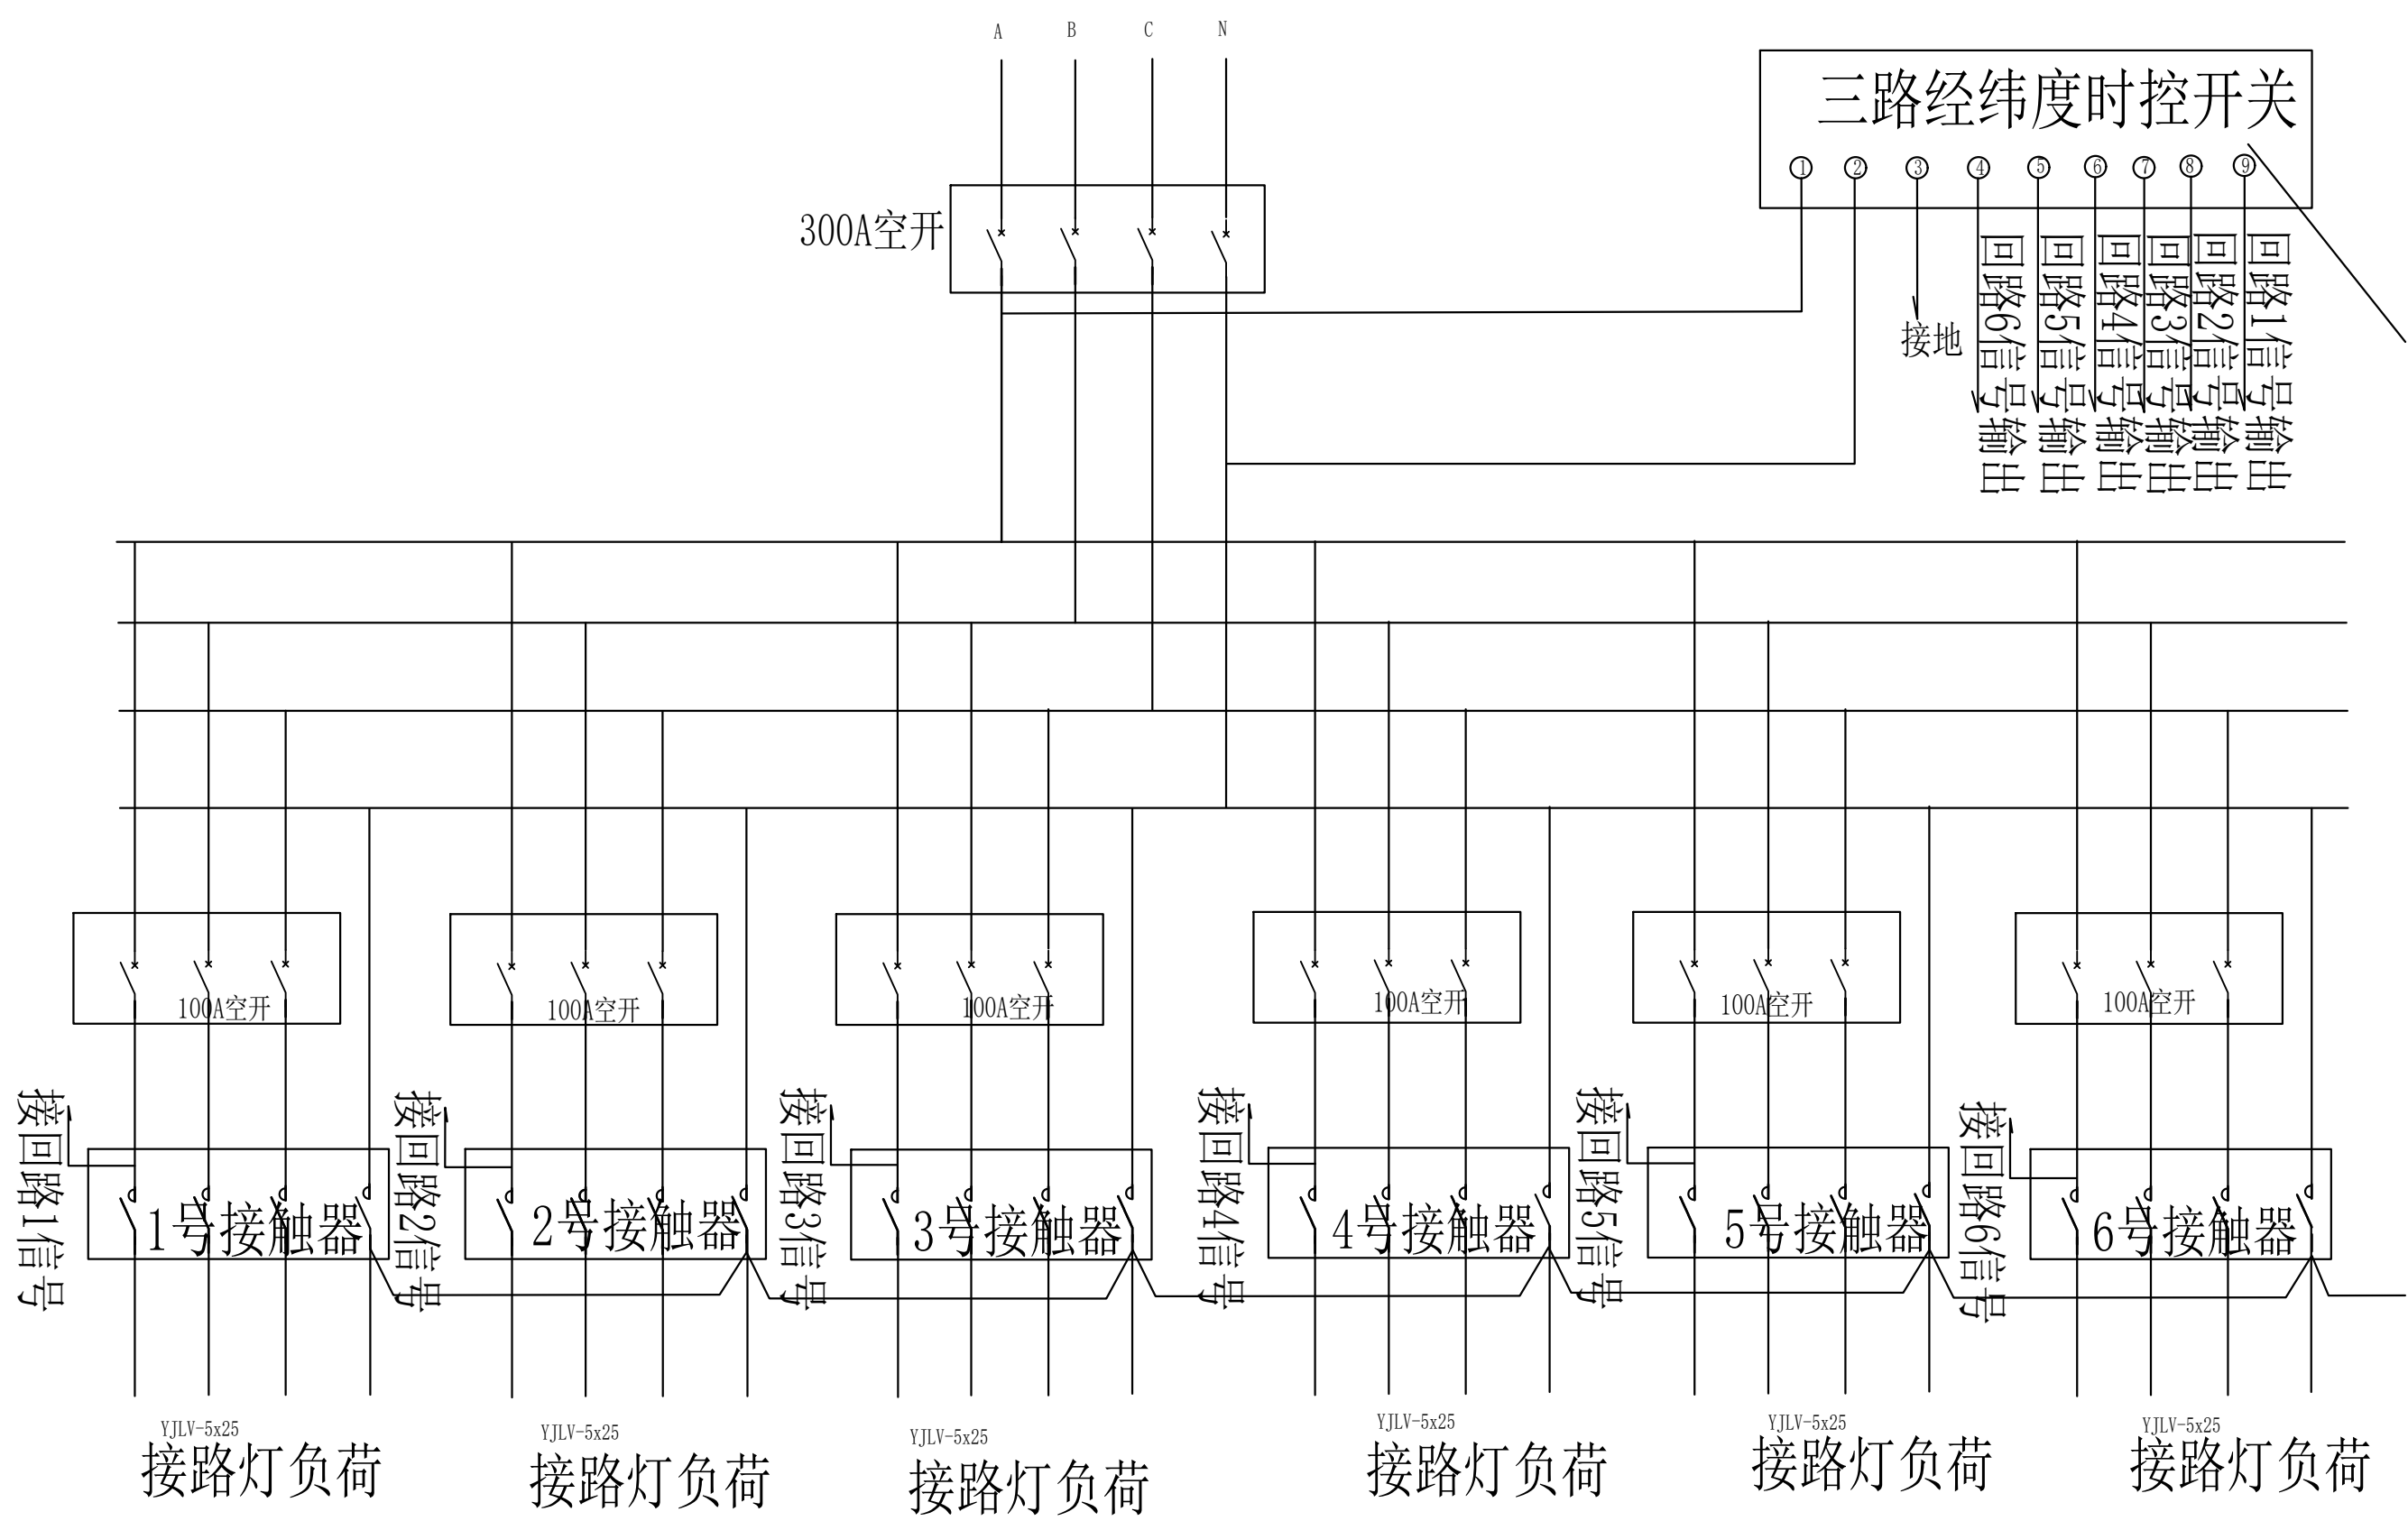 A B C N
三路经纬度时控开关
1 2 3 4 5 6 7 8 9
300A空开
接地
回路6信号输出
回路5信号输出
回路4信号输出
回路3信号输出
回路2信号输出
回路1信号输出
100A空开
100A空开
100A空开
100A空开
100A空开
100A空开
接回路1信号
接回路2信号
接回路3信号
接回路4信号
接回路5信号
接回路6信号
1号接触器
2号接触器
3号接触器
4号接触器
5号接触器
6号接触器
YJLV-5x25
YJLV-5x25
YJLV-5x25
YJLV-5x25
YJLV-5x25
YJLV-5x25
接路灯负荷
接路灯负荷
接路灯负荷
接路灯负荷
接路灯负荷
接路灯负荷